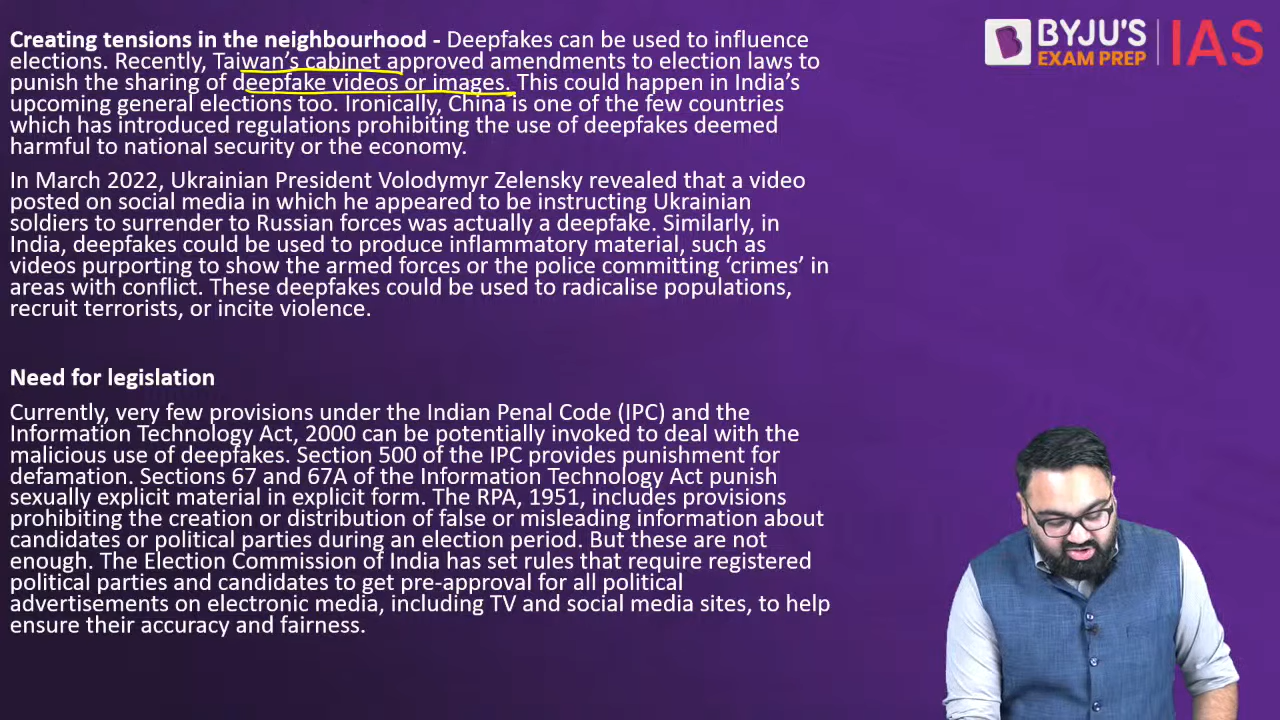 Creating tensions in the neighbourhood - Deepfakes can be used to influence
elections. Recently, Taiwan's cabinet approved amendments to election laws to
punish the sharing of deepfake videos or images. This could happen in India's
upcoming general elections too. Ironically, China is one of the few countries
which has introduced regulations prohibiting the use of deepfakes deemed
harmful to national security or the economy.
In March 2022, Ukrainian President Volodymyr Zelensky revealed that a video
posted on social media in which he appeared to be instructing Ukrainian
soldiers to surrender to Russian forces was actually a deepfake. Similarly, in
India, deepfakes could be used to produce inflammatory material, such as
videos purporting to show the armed forces or the police committing ‘crimes’ in
areas with conflict. These deepfakes could be used to radicalise populations,
recruit terrorists, or incite violence.
Need for legislation
Currently, very few provisions under the Indian Penal Code (IPC) and the
Information Technology Act, 2000 can be potentially invoked to deal with the
malicious use of deepfakes. Section 500 of the IPC provides punishment for
defamation. Sections 67 and 67A of the Information Technology Act punish
sexually explicit material in explicit form. The RPA, 1951, includes provisions
prohibiting the creation or distribution of false or misleading information about
candidates or political parties during an election period. But these are not
enough. The Election Commission of India has set rules that require registered
political parties and candidates to get pre-approval for all political
advertisements on electronic media, including TV and social media sites, to help
ensure their accuracy and fairness.
BYJU'S
EXAM PREP
IAS